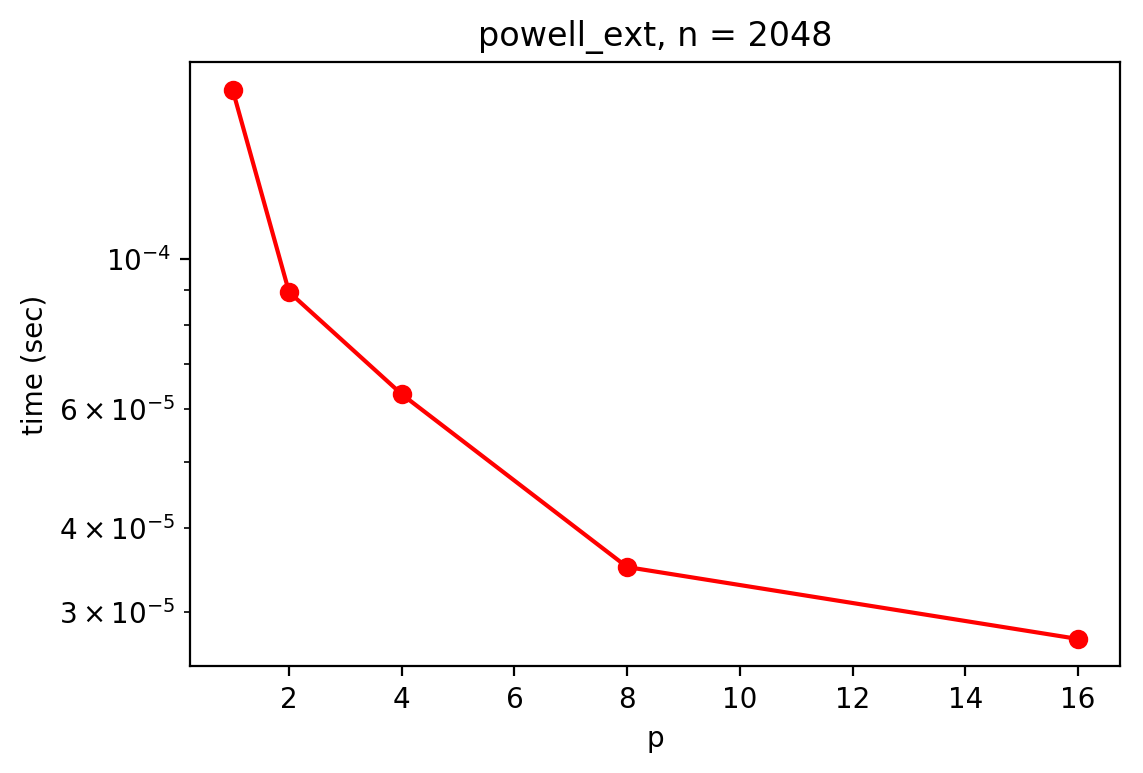 powell_ext, n = 2048
time (sec)
10⁻⁴
6 × 10⁻⁵
4 × 10⁻⁵
3 × 10⁻⁵
2 4 6 8 10 12 14 16
p